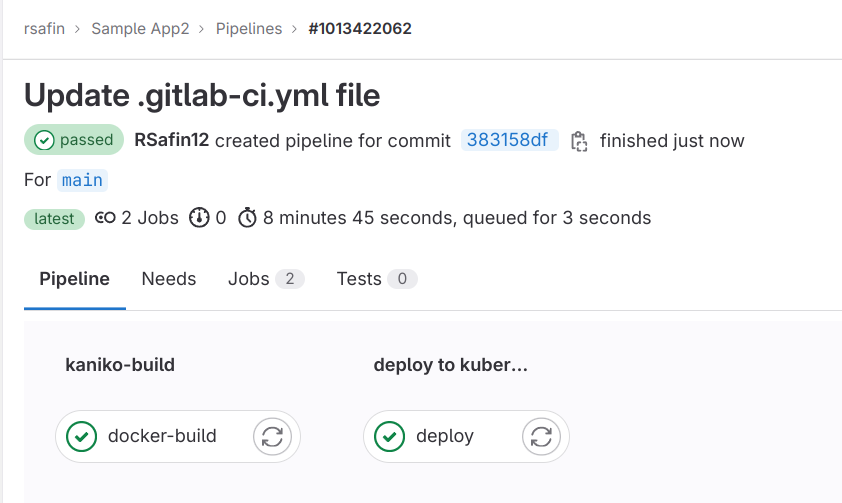 rsafin > Sample App2 > Pipelines > #1013422062
Update .gitlab-ci.yml file
passed RSafin12 created pipeline for commit 383158df finished just now
For main
latest 2 Jobs 0 8 minutes 45 seconds, queued for 3 seconds
Pipeline Needs Jobs 2 Tests 0
kaniko-build deploy to kuber...
docker-build deploy